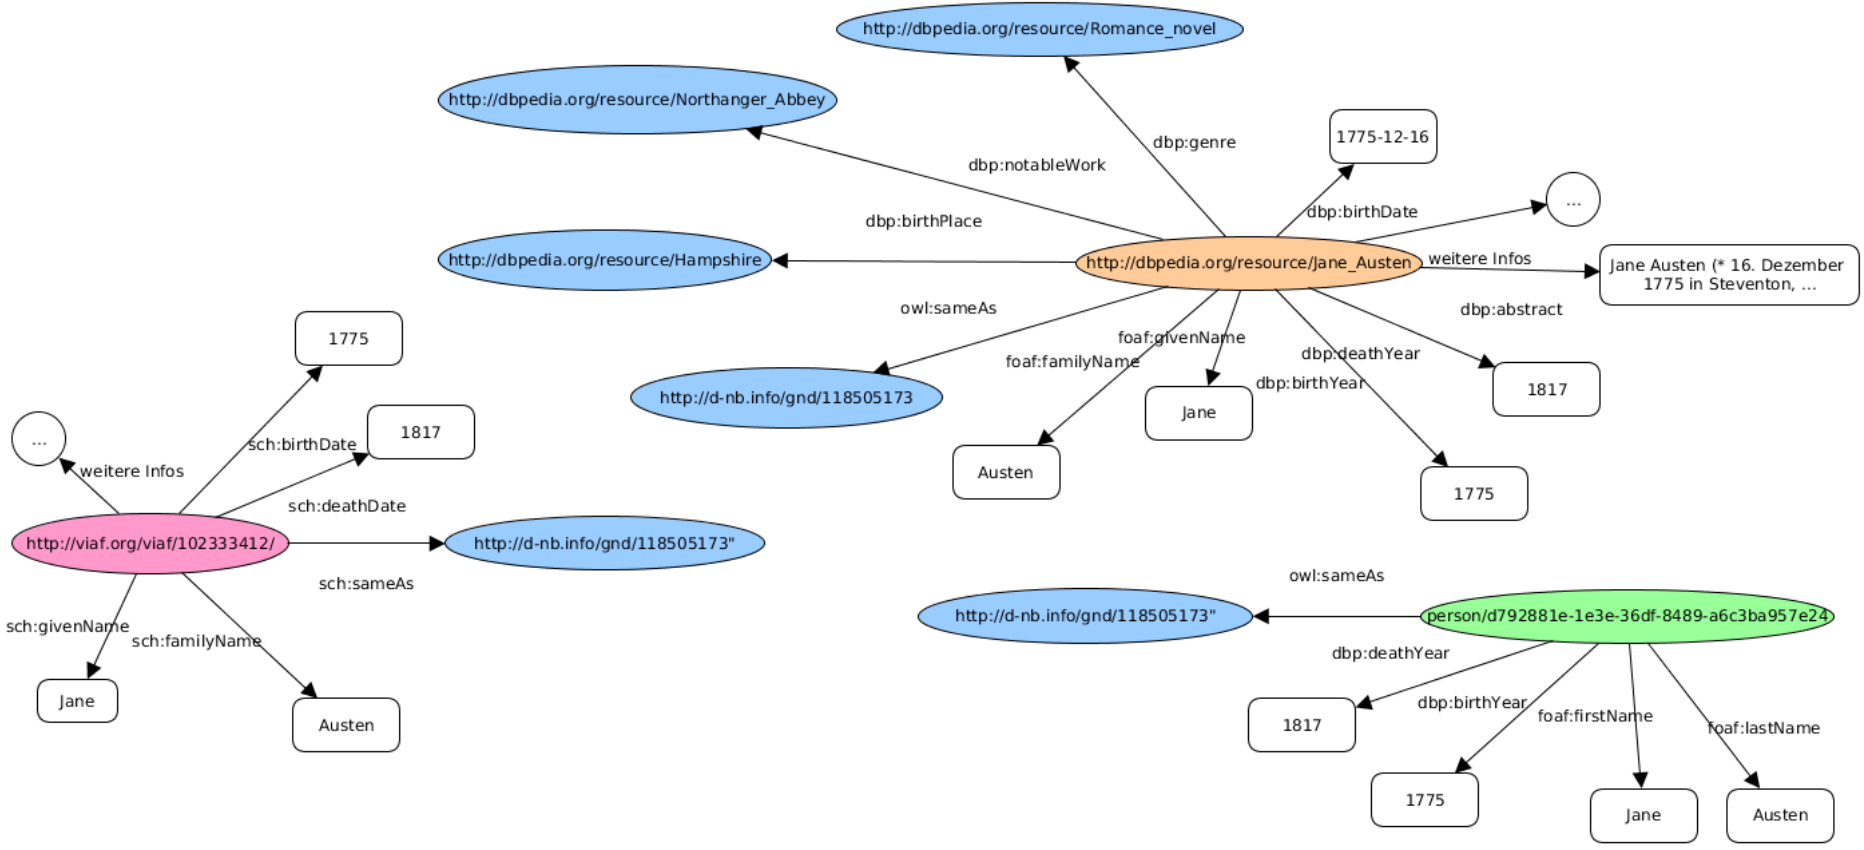 http://dbpedia.org/resource/Romance_novel
http://dbpedia.org/resource/Northanger_Abbey
dbp:genre
1775-12-16
dbp:notableWork
...
dbp:birthDate
dbp:birthPlace
http://dbpedia.org/resource/Hampshire
http://dbpedia.org/resource/Jane_Austen
weitere Infos
Jane Austen (* 16. Dezember
1775 in Steventon, ...
owl:sameAs
dbp:abstract
foaf:givenName
foaf:familyName
dbp:deathYear
dbp:birthYear
http://d-nb.info/gnd/118505173
Jane
1817
Austen
1775
1775
1817
...
sch:birthDate
weitere Infos
sch:deathDate
http://viaf.org/viaf/102333412/
http://d-nb.info/gnd/118505173"
sch:sameAs
sch:givenName
sch:familyName
Jane
Austen
owl:sameAs
http://d-nb.info/gnd/118505173"
person/d792881e-1e3e-36df-8489-a6c3ba957e24
dbp:deathYear
dbp:birthYear
foaf:firstName
foaf:lastName
1817
1775
Jane
Austen